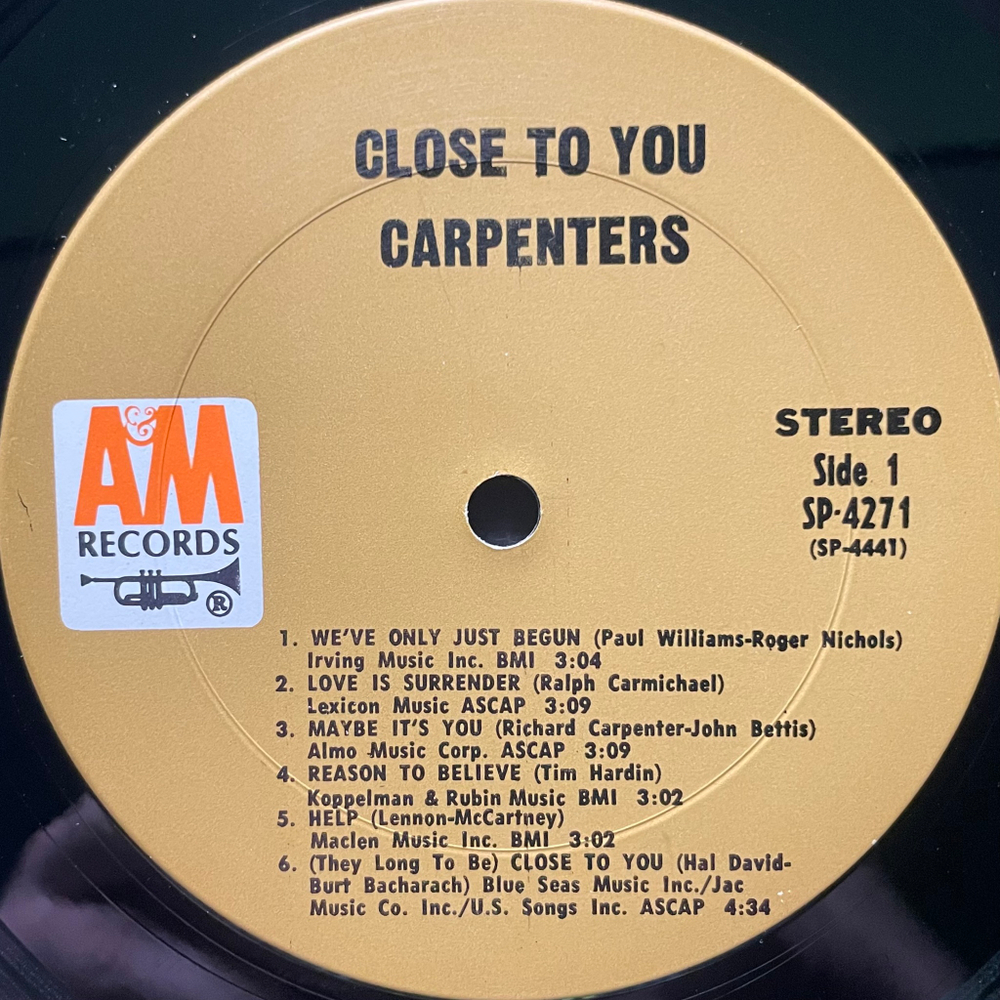 CLOSE TO YOU
CARPENTERS
A&M
RECORDS
®
STEREO
Side 1
SP-4271
(SP-4441)
1. WE'VE ONLY JUST BEGUN (Paul Williams-Roger Nichols)
Irving Music Inc. BMI 3:04
2. LOVE IS SURRENDER (Ralph Carmichael)
Lexicon Music ASCAP 3:09
3. MAYBE IT'S YOU (Richard Carpenter-John Bettis)
Almo Music Corp. ASCAP 3:09
4. REASON TO BELIEVE (Tim Hardin)
Koppelman & Rubin Music BMI 3:02
5. HELP (Lennon-McCartney)
Maclen Music Inc. BMI 3:02
6. (They Long To Be) CLOSE TO YOU (Hal David-
Burt Bacharach) Blue Seas Music Inc./Jac
Music Co. Inc./U.S. Songs Inc. ASCAP 4:34